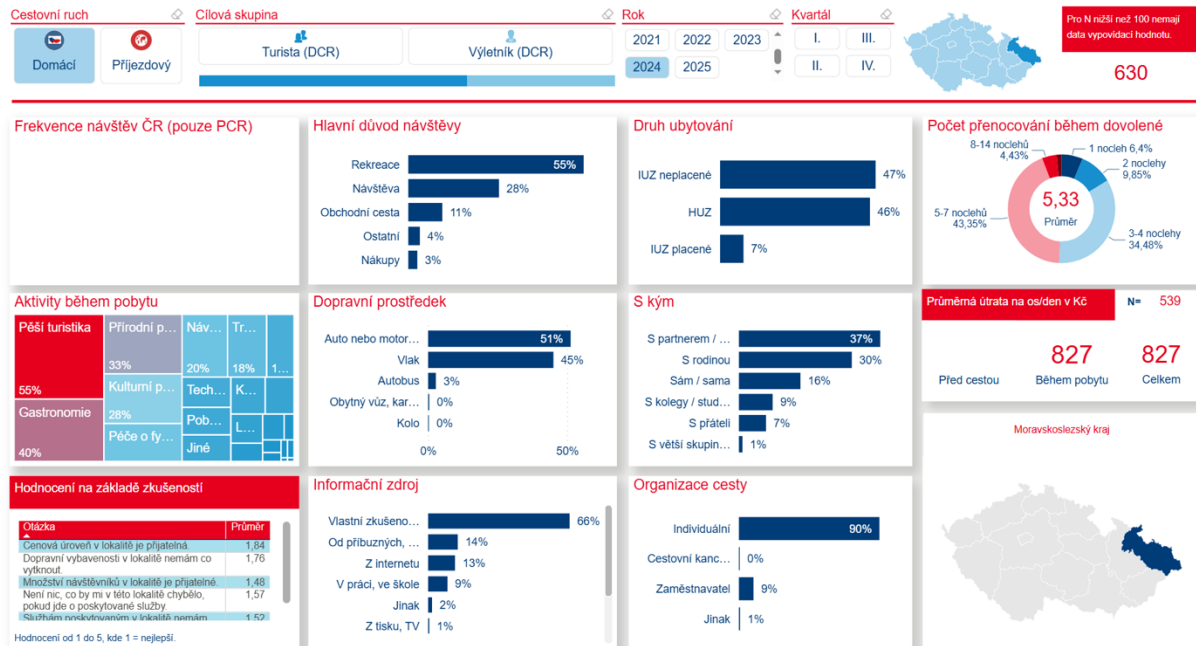 Cestovní ruch
Cílová skupina
Rok
Kvartál
Domácí
Příjezdový
Turista (DCR)
Výletník (DCR)
2021
2022
2023
2024
2025
I.
III.
II.
IV.
Pro N nižší než 100 nemají
data vypovídací hodnotu.
630
Frekvence návštěv ČR (pouze PCR)
Hlavní důvod návštěvy
Rekreace 55%
Návštěva 28%
Obchodní cesta 11%
Ostatní 4%
Nákupy 3%
Druh ubytování
IUZ neplacené 47%
HUZ 46%
IUZ placené 7%
Počet přenocování během dovolené
8-14 noclehů
4,43%
1 nocleh 6,4%
2 noclehy
9,85%
5-7 noclehů
43,35%
5,33
Průměr
3-4 noclehy
34,48%
Aktivity během pobytu
Pěší turistika
55%
Gastronomie
40%
Přírodní p...
33%
Kulturní p...
28%
Péče o fy...
Náv...
20%
Tr...
18%
1...
Tech...
K...
Pob...
L...
Jiné
Dopravní prostředek
Auto nebo motor... 51%
Vlak 45%
Autobus 3%
Obytný vůz, kar... 0%
Kolo 0%
0%
50%
S kým
S partnerem / ... 37%
S rodinou 30%
Sám / sama 16%
S kolegy / stud... 9%
S přáteli 7%
S větší skupin... 1%
Průměrná útrata na os/den v Kč
N= 539
827
827
Před cestou
Během pobytu
Celkem
Moravskoslezský kraj
Hodnocení na základě zkušeností
Otázka
Průměr
Cenová úroveň v lokalitě je přijatelná. 1,84
Dopravní vybavenosti v lokalitě nemám co 1,76
vytknout.
Množství návštěvníků v lokalitě je přijatelné. 1,48
Není nic, co by mi v této lokalitě chybělo, 1,57
pokud jde o poskytované služby.
Službám poskytovaným v lokalitě nemám 1,52
Hodnocení od 1 do 5, kde 1 = nejlepší.
Informační zdroj
Vlastní zkušeno... 66%
Od příbuzných, ... 14%
Z internetu 13%
V práci, ve škole 9%
Jinak 2%
Z tisku, TV 1%
Organizace cesty
Individuální 90%
Cestovní kanc... 0%
Zaměstnavatel 9%
Jinak 1%